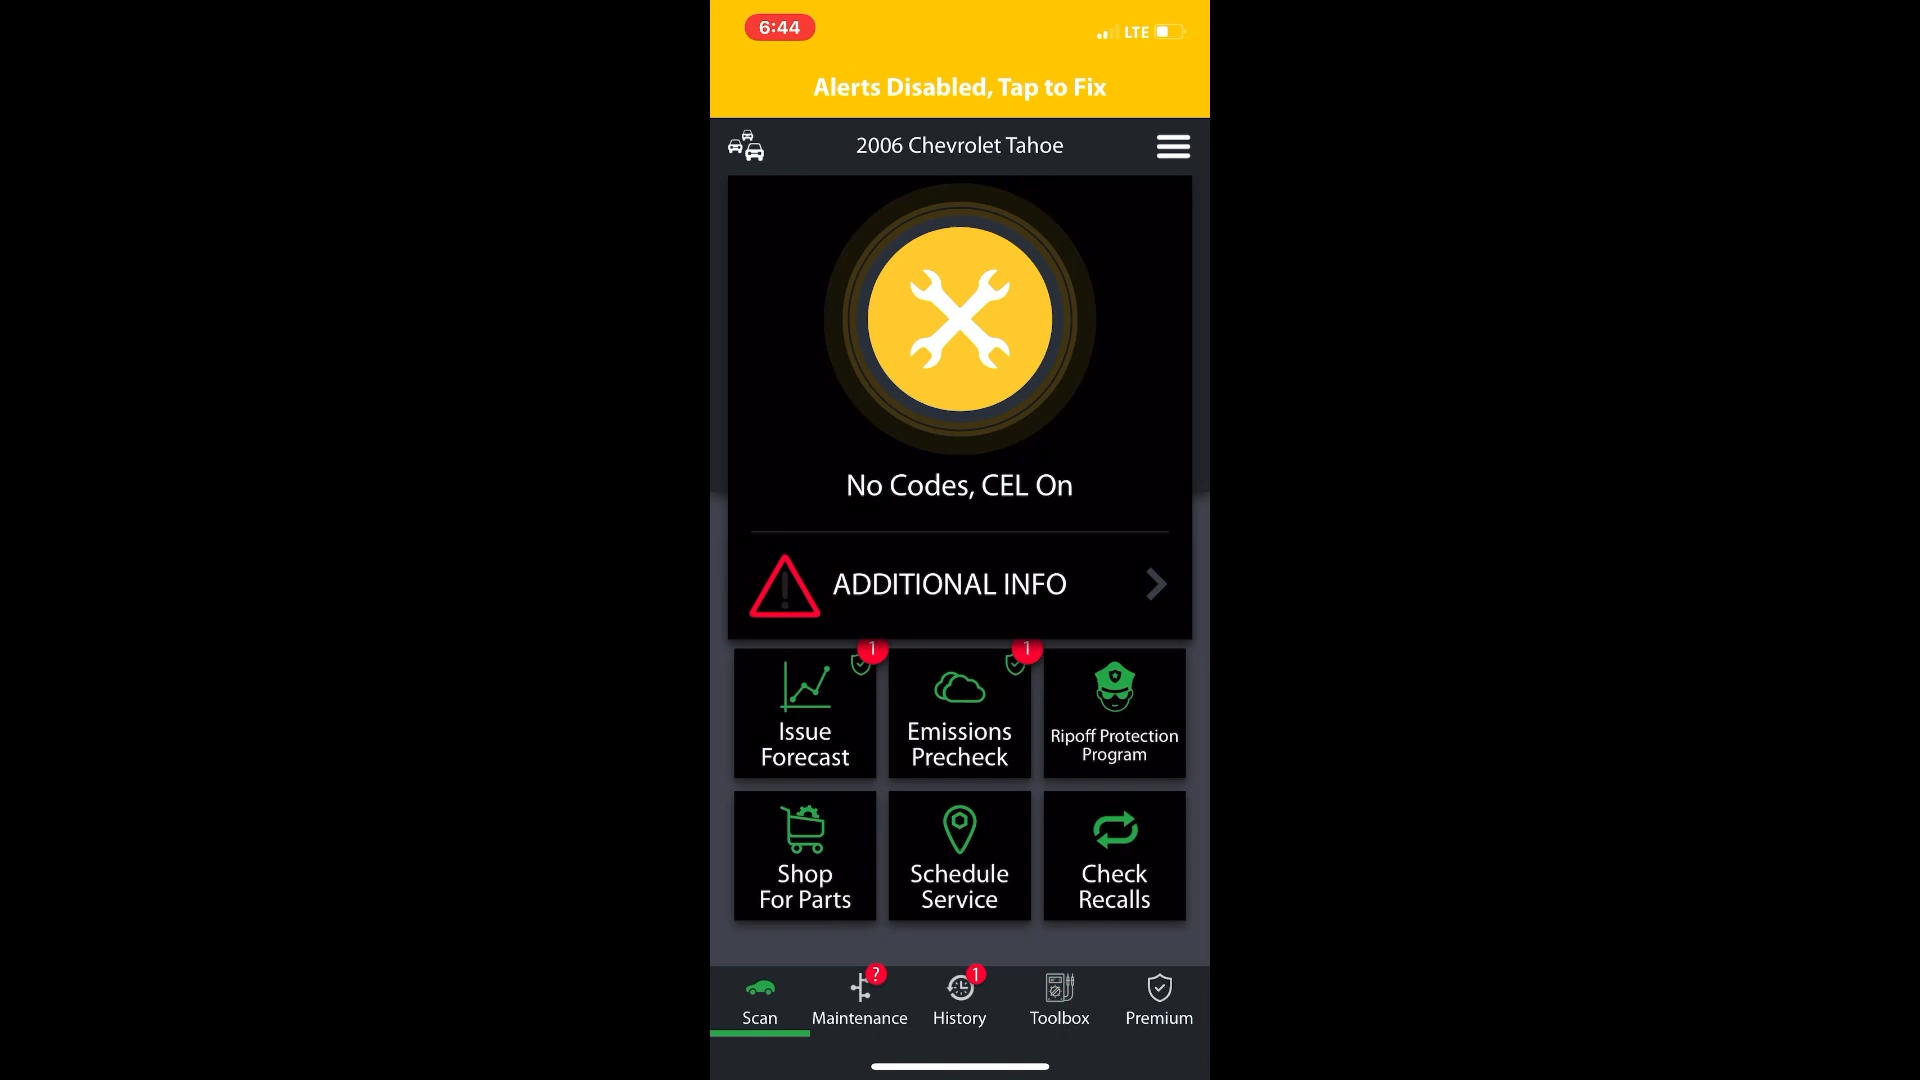 6:44
LTE
Alerts Disabled, Tap to Fix
2006 Chevrolet Tahoe
No Codes, CEL On
ADDITIONAL INFO
1
1
Issue
Forecast
Emissions
Precheck
Ripoff Protection
Program
Shop
For Parts
Schedule
Service
Check
Recalls
?
1
Scan
Maintenance
History
Toolbox
Premium